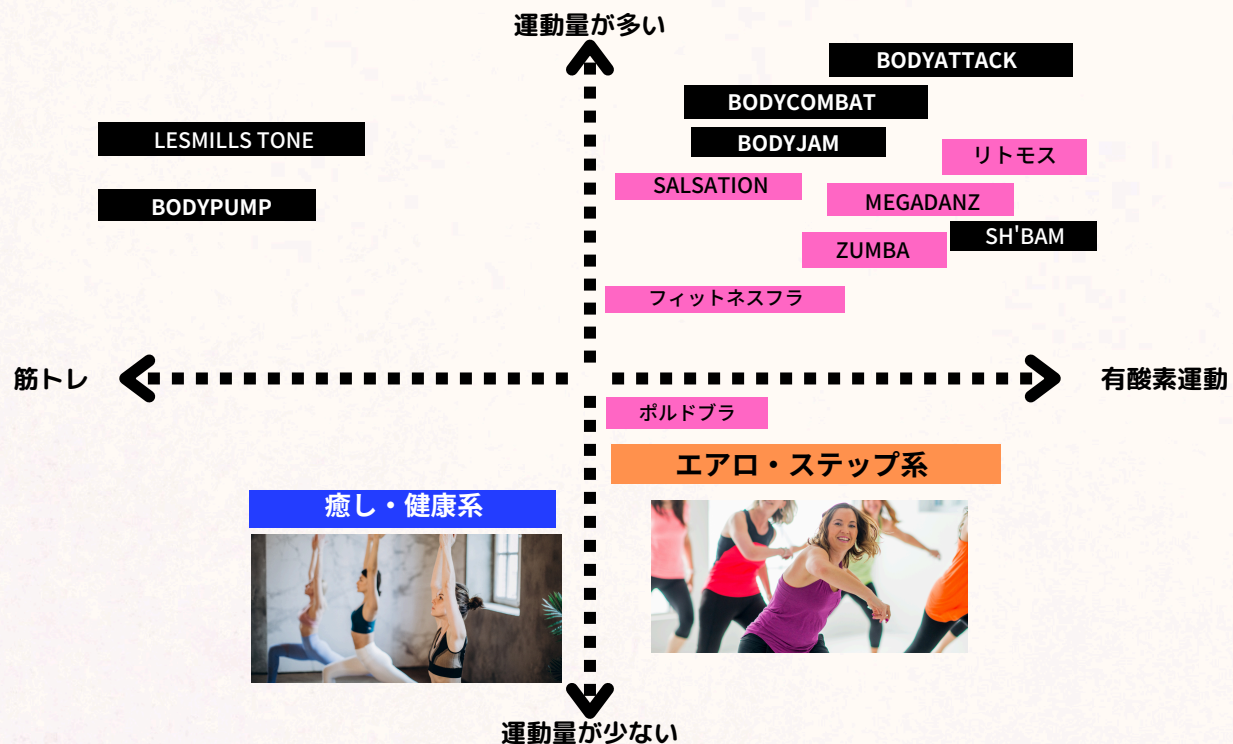 運動量が多い
BODYATTACK
BODYCOMBAT
LESMILLS TONE
BODYJAM
リトモス
SALSATION
MEGADANZ
BODYPUMP
SH'BAM
ZUMBA
フィットネスフラ
筋トレ
有酸素運動
ポルドブラ
エアロ・ステップ系
癒し・健康系
運動量が少ない